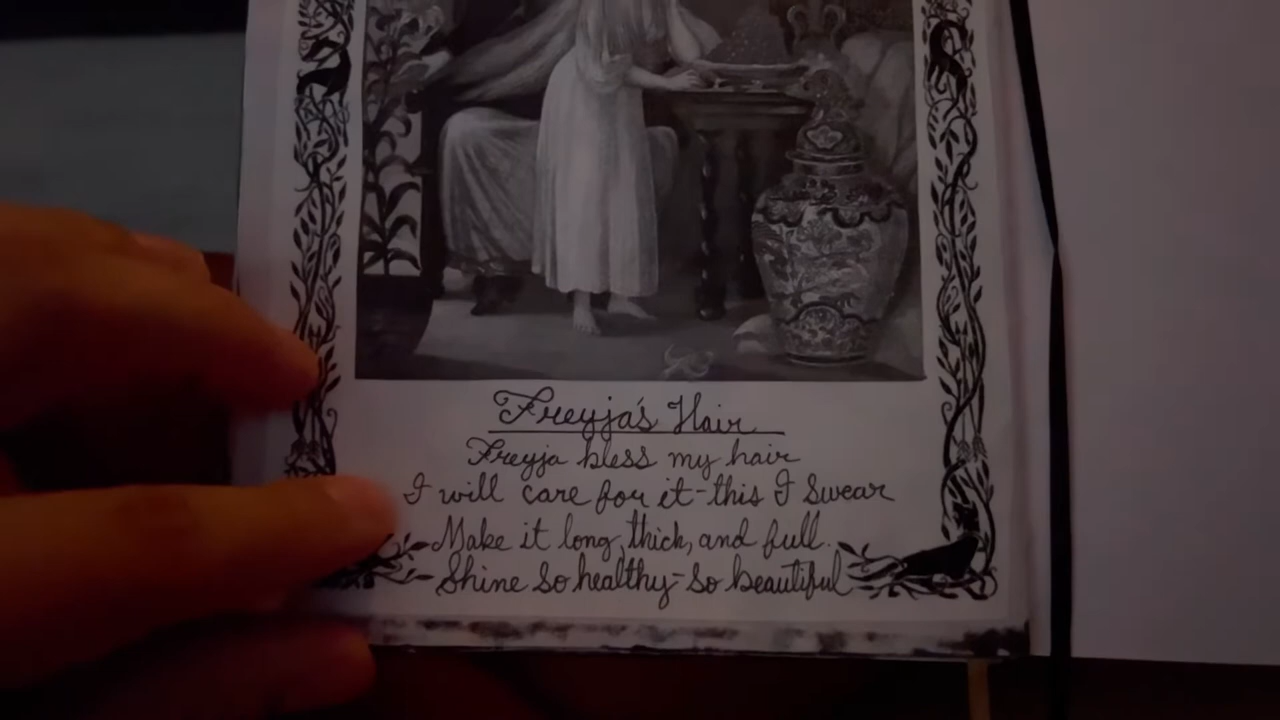 Freyja's Hair
Freyja bless my hair
I will care for it-this I Swear
Make it long, thick, and full.
Shine so healthy-so beautiful